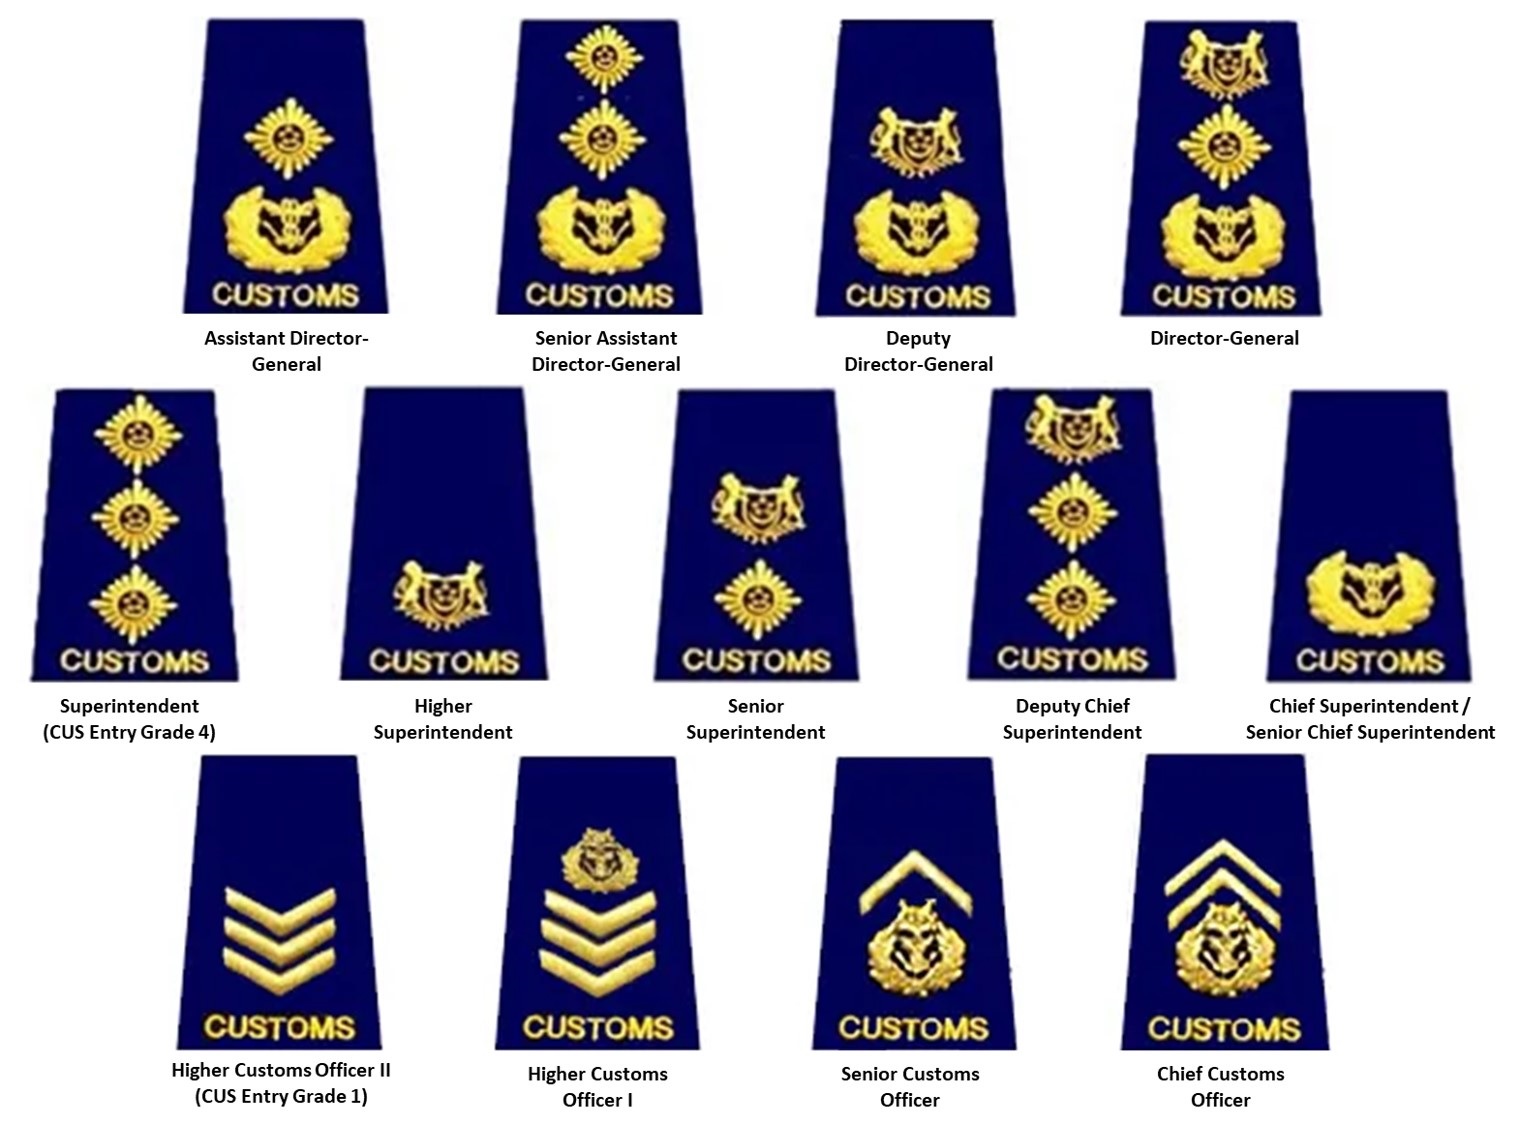 CUSTOMS CUSTOMS CUSTOMS CUSTOMS
Assistant Director-
General
Senior Assistant
Director-General
Deputy
Director-General
Director-General
CUSTOMS CUSTOMS CUSTOMS CUSTOMS CUSTOMS
Superintendent
(CUS Entry Grade 4)
Higher
Superintendent
Senior
Superintendent
Deputy Chief
Superintendent
Chief Superintendent /
Senior Chief Superintendent
CUSTOMS CUSTOMS CUSTOMS CUSTOMS
Higher Customs Officer II
(CUS Entry Grade 1)
Higher Customs
Officer I
Senior Customs
Officer
Chief Customs
Officer